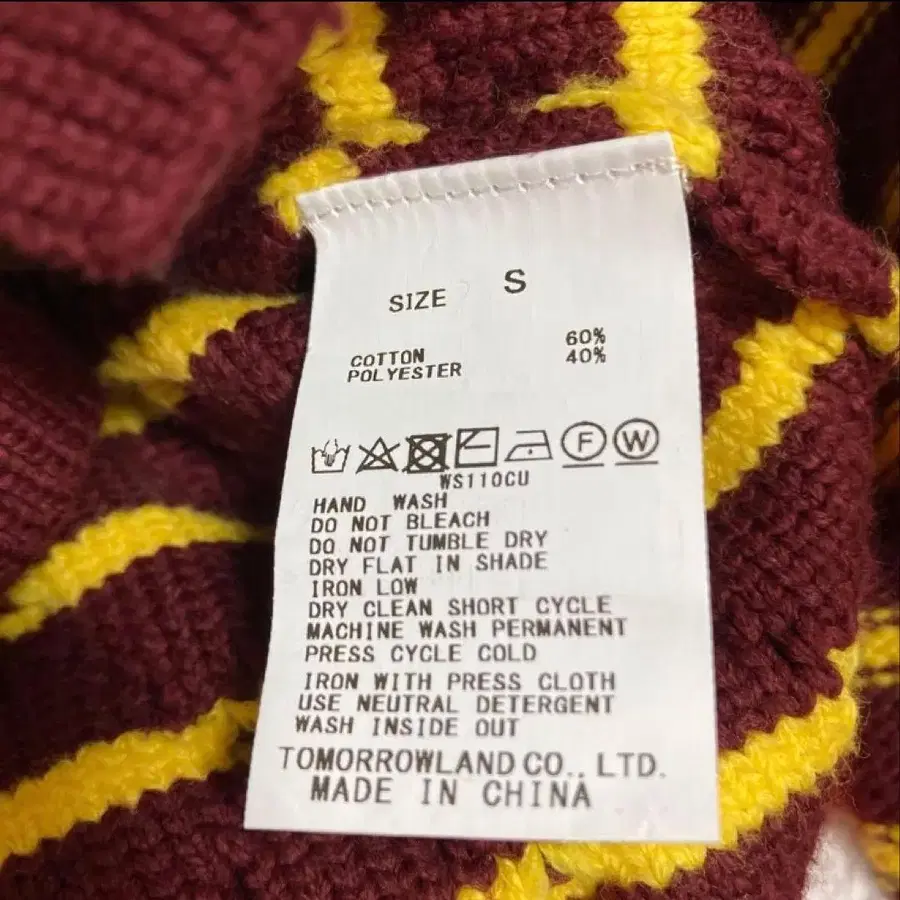 SIZE S
COTTON 60%
POLYESTER 40%
F W
WS110CU
HAND WASH
DO NOT BLEACH
DO NOT TUMBLE DRY
DRY FLAT IN SHADE
IRON LOW
DRY CLEAN SHORT CYCLE
MACHINE WASH PERMANENT
PRESS CYCLE COLD
IRON WITH PRESS CLOTH
USE NEUTRAL DETERGENT
WASH INSIDE OUT
TOMORROWLAND CO., LTD.
MADE IN CHINA